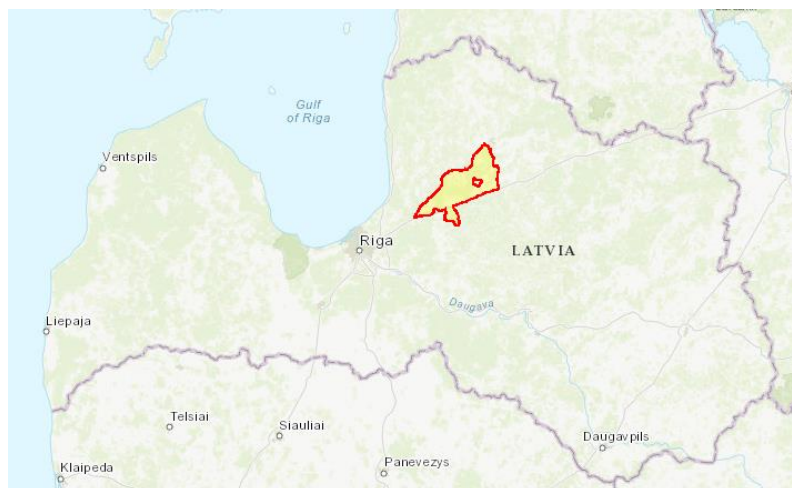 Gulf
of Riga
Ventspils
Riga
LATVIA
Daugava
Liepaja
Telsiai
Siauliai
Daugavpils
Panevezys
Klaipeda